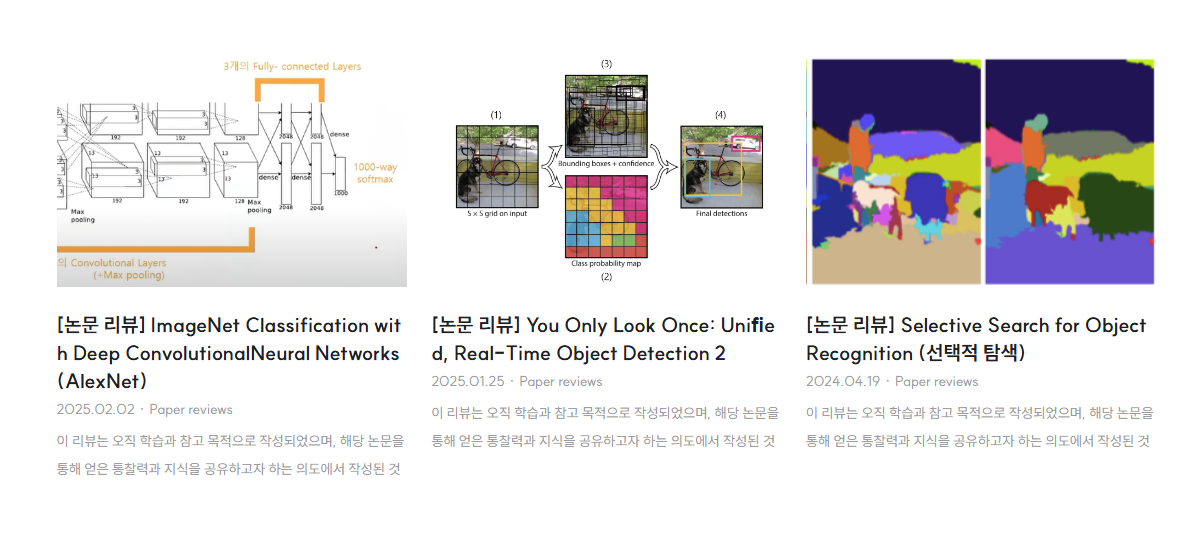 3개의 Fully- connected Layers
192
192
128
2048
2048
dense
13
13
13
dense
dense
1000
1000-way
softmax
192
192
128
Max
pooling
Max
pooling
2048
2048
의 Convolutional Layers
(+Max pooling)
(1)
S × S grid on input
(3)
Bounding boxes + confidence
Class probability map
(2)
(4)
Final detections
[논문 리뷰] ImageNet Classification wit
h Deep ConvolutionalNeural Networks
(AlexNet)
2025.02.02 · Paper reviews
이 리뷰는 오직 학습과 참고 목적으로 작성되었으며, 해당 논문을
통해 얻은 통찰력과 지식을 공유하고자 하는 의도에서 작성된 것
[논문 리뷰] You Only Look Once: Unifie
d, Real-Time Object Detection 2
2025.01.25 · Paper reviews
이 리뷰는 오직 학습과 참고 목적으로 작성되었으며, 해당 논문을
통해 얻은 통찰력과 지식을 공유하고자 하는 의도에서 작성된 것
[논문 리뷰] Selective Search for Object
Recognition (선택적 탐색)
2024.04.19 · Paper reviews
이 리뷰는 오직 학습과 참고 목적으로 작성되었으며, 해당 논문을
통해 얻은 통찰력과 지식을 공유하고자 하는 의도에서 작성된 것